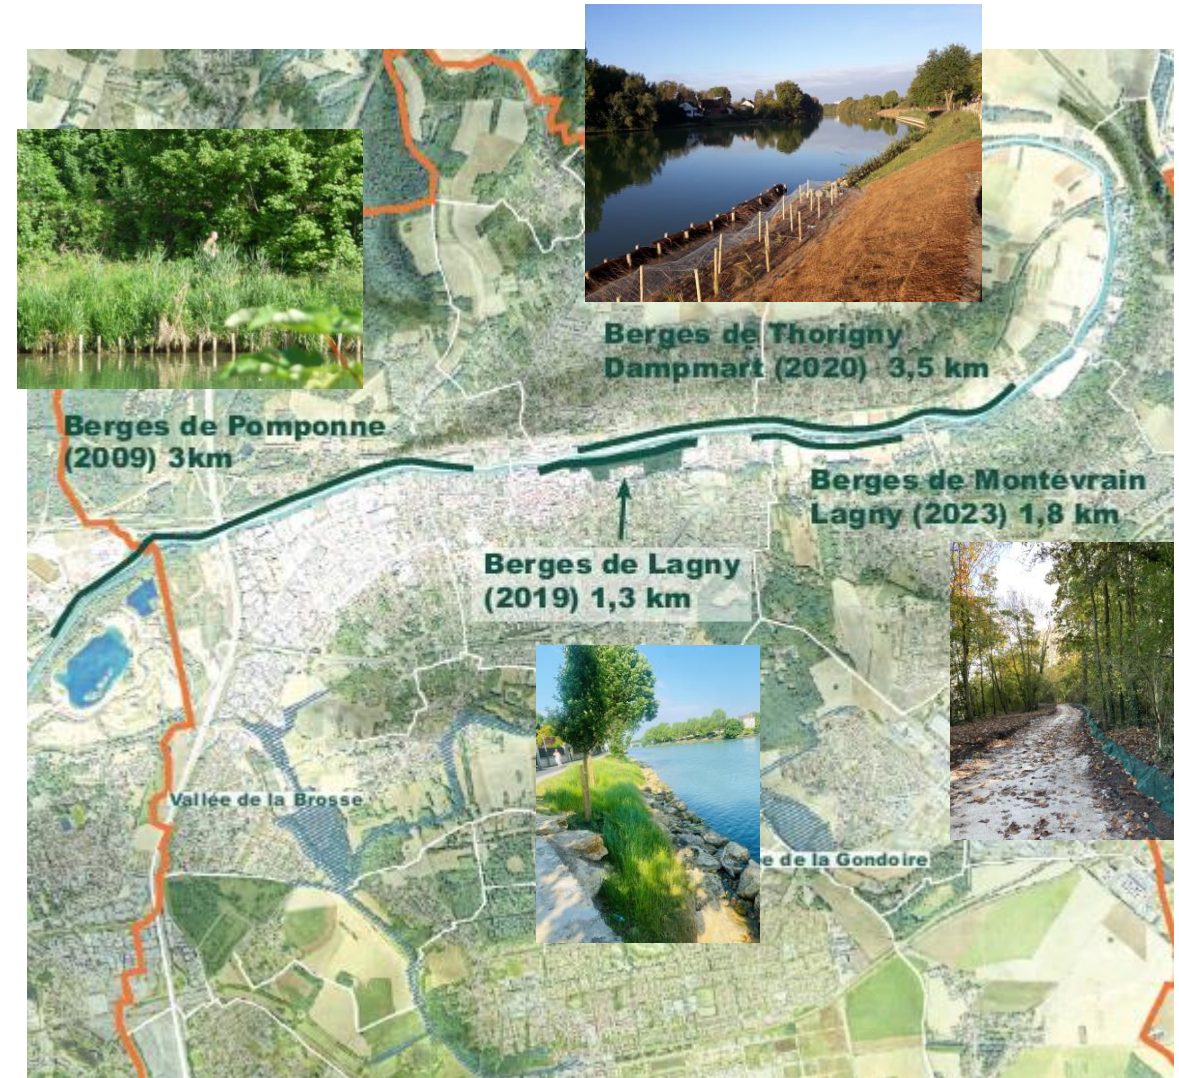 Berges de Thorigny
Dampmart (2020) 3,5 km
Berges de Pomponne
(2009) 3km
Berges de Montévrain
Lagny (2023) 1,8 km
Berges de Lagny
(2019) 1,3 km
Vallée de la Brosse
e de la Gondoire